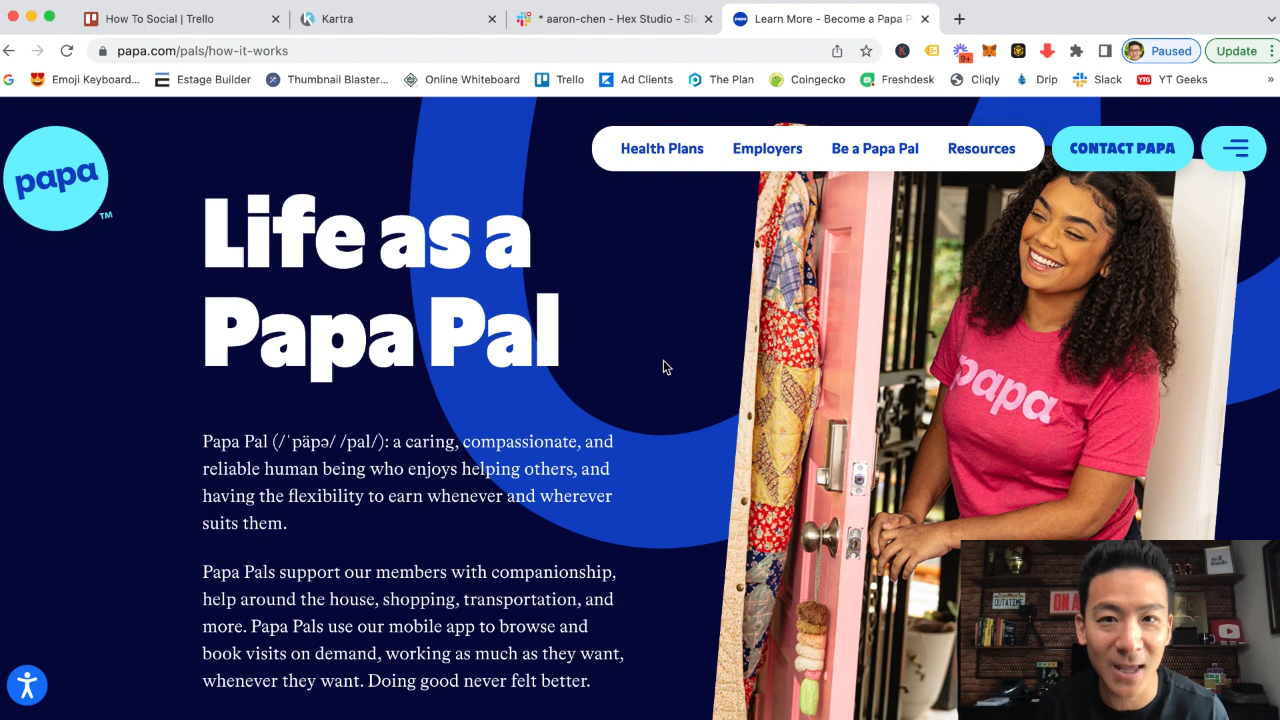 How To Social | Trello
Kartra
* aaron-chen - Hex Studio - Sl
Learn More - Become a Papa P
papa.com/pals/how-it-works
9+
Paused
Update
Emoji Keyboard...
Estage Builder
Thumbnail Blaster...
Online Whiteboard
Trello
Ad Clients
The Plan
Coingecko
Freshdesk
Cliqly
Drip
Slack
YTG
YT Geeks
»
papa
TM
Health Plans
Employers
Be a Papa Pal
Resources
CONTACT PAPA
Life as a
Papa Pal
Papa Pal (/ˈpäpə/ /pal/): a caring, compassionate, and
reliable human being who enjoys helping others, and
having the flexibility to earn whenever and wherever
suits them.
Papa Pals support our members with companionship,
help around the house, shopping, transportation, and
more. Papa Pals use our mobile app to browse and
book visits on demand, working as much as they want,
whenever they want. Doing good never felt better.
papa
OUTATIME
ON A